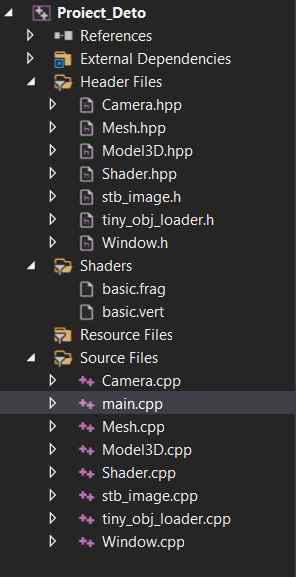 Project_Deto
References
External Dependencies
Header Files
Camera.hpp
Mesh.hpp
Model3D.hpp
Shader.hpp
stb_image.h
tiny_obj_loader.h
Window.h
Shaders
basic.frag
basic.vert
Resource Files
Source Files
Camera.cpp
main.cpp
Mesh.cpp
Model3D.cpp
Shader.cpp
stb_image.cpp
tiny_obj_loader.cpp
Window.cpp